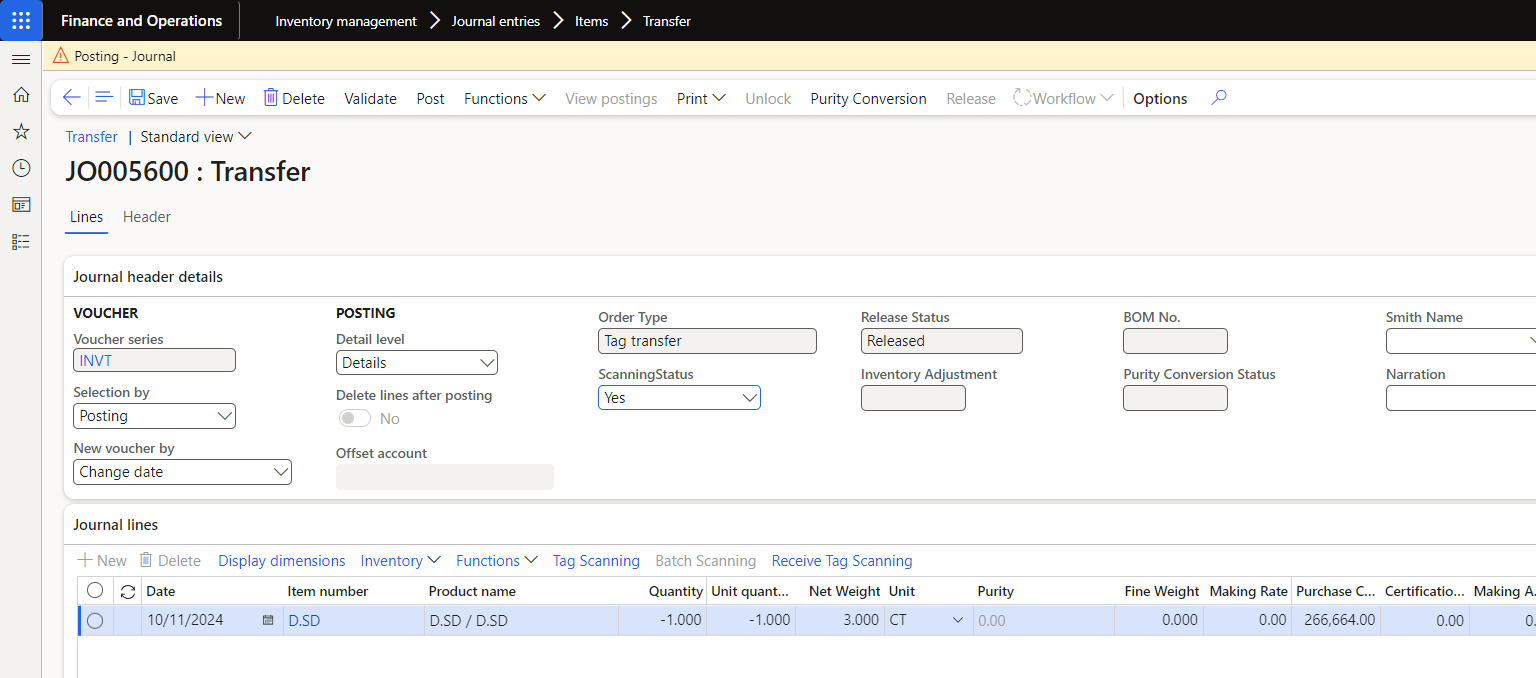 Finance and Operations Inventory management Journal entries Items Transfer
Posting - Journal
Save New Delete Validate Post Functions View postings Print Unlock Purity Conversion Release Workflow Options
Transfer | Standard view
JO005600 : Transfer
Lines Header
Journal header details
VOUCHER
Voucher series
INVT
Selection by
Posting
New voucher by
Change date
POSTING
Detail level
Details
Delete lines after posting
No
Offset account
Order Type
Tag transfer
ScanningStatus
Yes
Release Status
Released
Inventory Adjustment
BOM No.
Purity Conversion Status
Smith Name
Narration
Journal lines
New Delete Display dimensions Inventory Functions Tag Scanning Batch Scanning Receive Tag Scanning
Date Item number Product name Quantity Unit quant... Net Weight Unit Purity Fine Weight Making Rate Purchase C... Certificatio... Making A.
10/11/2024 D.SD D.SD / D.SD -1.000 -1.000 3.000 CT 0.00 0.000 0.00 266,664.00 0.00 0.